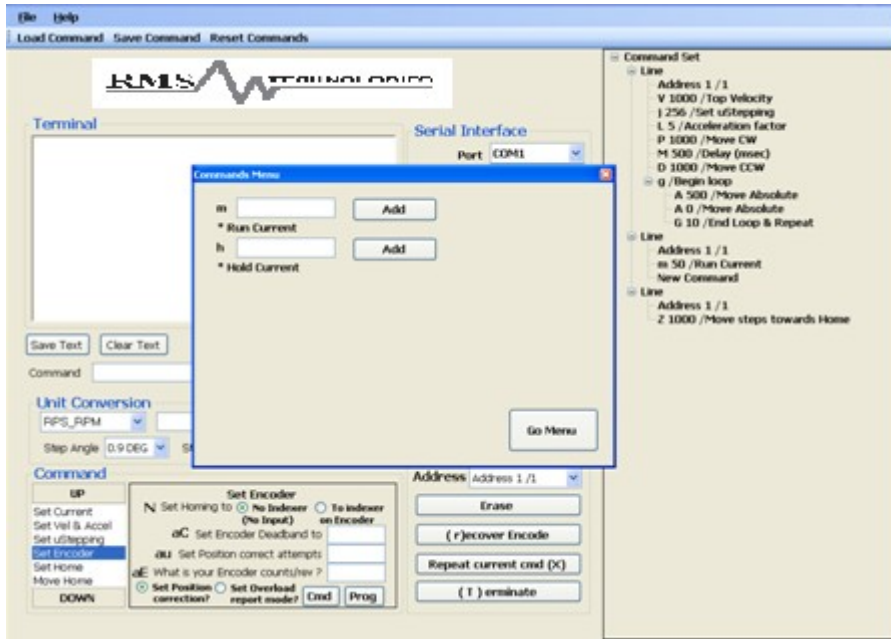 File Help
Load Command Save Command Reset Commands
RMS TECHNOLOGIES
Terminal
Serial Interface
Port COM1
Commands Menu
m Add
* Run Current
h Add
* Hold Current
Go Menu
Save Text Clear Text
Command
Unit Conversion
RPS_RPM
Step Angle 0.9 DEG
Command
UP
Set Current
Set Vel & Accel
Set uStepping
Set Encoder
Set Home
Move Home
DOWN
Set Encoder
N Set Homing to No Indexer (No Input) To indexer on Encoder
aC Set Encoder Deadband to
au Set Position correct attempts
aE What is your Encoder counts/rev ?
Set Position correction? Set Overload report mode? Cmd Prog
Address Address 1 /1
Erase
( r )ecover Encode
Repeat current cmd (X)
( T ) erminate
Command Set
Line
Address 1 /1
V 1000 /Top Velocity
j 256 /Set uStepping
L 5 /Acceleration factor
P 1000 /Move CW
M 500 /Delay (msec)
D 1000 /Move CCW
g /Begin loop
A 500 /Move Absolute
A 0 /Move Absolute
G 10 /End Loop & Repeat
Line
Address 1 /1
m 50 /Run Current
New Command
Line
Address 1 /1
Z 1000 /Move steps towards Home